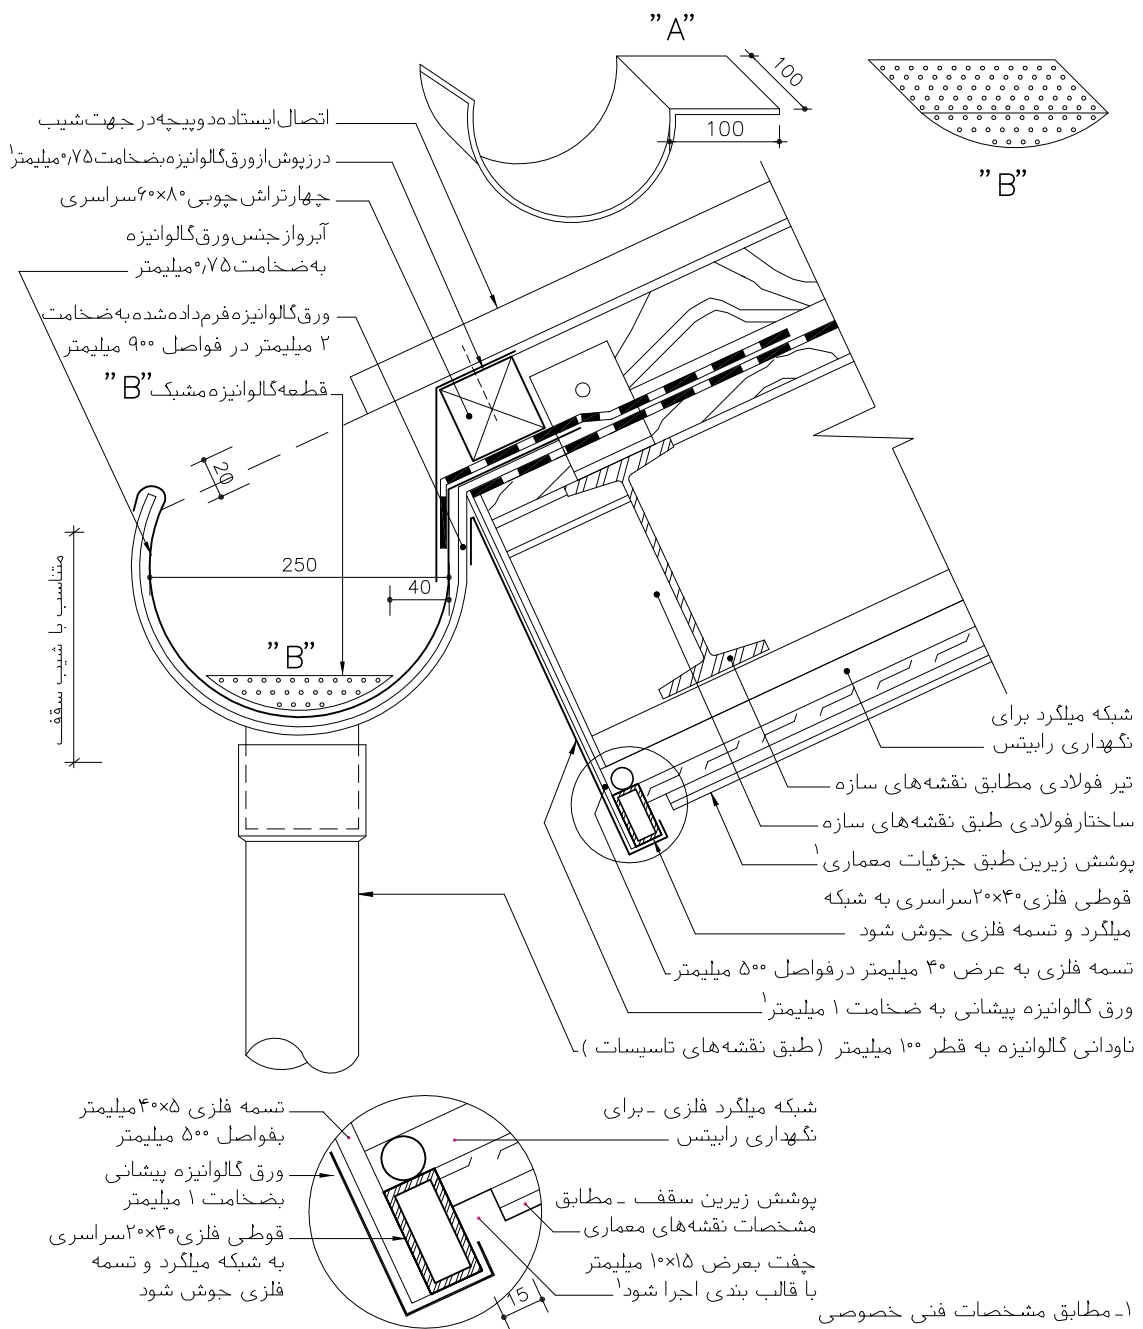 "A"
100
100
"B"
اتصال ایستاده دوپیچه در جهت شیب
درزپوش از ورق گالوانیزه بضخامت ۰٫۷۵ میلیمتر۱
چهارتراش چوبی ۸۰×۶۰ سراسری
آبرو از جنس ورق گالوانیزه
به ضخامت ۰٫۷۵ میلیمتر
ورق گالوانیزه فرم داده شده به ضخامت
۲ میلیمتر در فواصل ۹۰۰ میلیمتر
قطعه گالوانیزه مشبک "B"
20
250
40
متناسب با شیب سقف
"B"
شبکه میلگرد برای
نگهداری رابیتس
تیر فولادی مطابق نقشه‌های سازه
ساختار فولادی طبق نقشه‌های سازه
پوشش زیرین طبق جزئیات معماری۱
قوطی فلزی ۴۰×۲۰ سراسری به شبکه
میلگرد و تسمه فلزی جوش شود
تسمه فلزی به عرض ۴۰ میلیمتر در فواصل ۵۰۰ میلیمتر
ورق گالوانیزه پیشانی به ضخامت ۱ میلیمتر۱
ناودانی گالوانیزه به قطر ۱۰۰ میلیمتر (طبق نقشه‌های تاسیسات)
تسمه فلزی ۵×۴۰ میلیمتر
بفواصل ۵۰۰ میلیمتر
ورق گالوانیزه پیشانی
بضخامت ۱ میلیمتر
قوطی فلزی ۴۰×۲۰ سراسری
به شبکه میلگرد و تسمه
فلزی جوش شود
شبکه میلگرد فلزی - برای
نگهداری رابیتس
پوشش زیرین سقف - مطابق
مشخصات نقشه‌های معماری
چفت بعرض ۱۵×۱۰ میلیمتر
با قالب بندی اجرا شود۱
15
۱- مطابق مشخصات فنی خصوصی